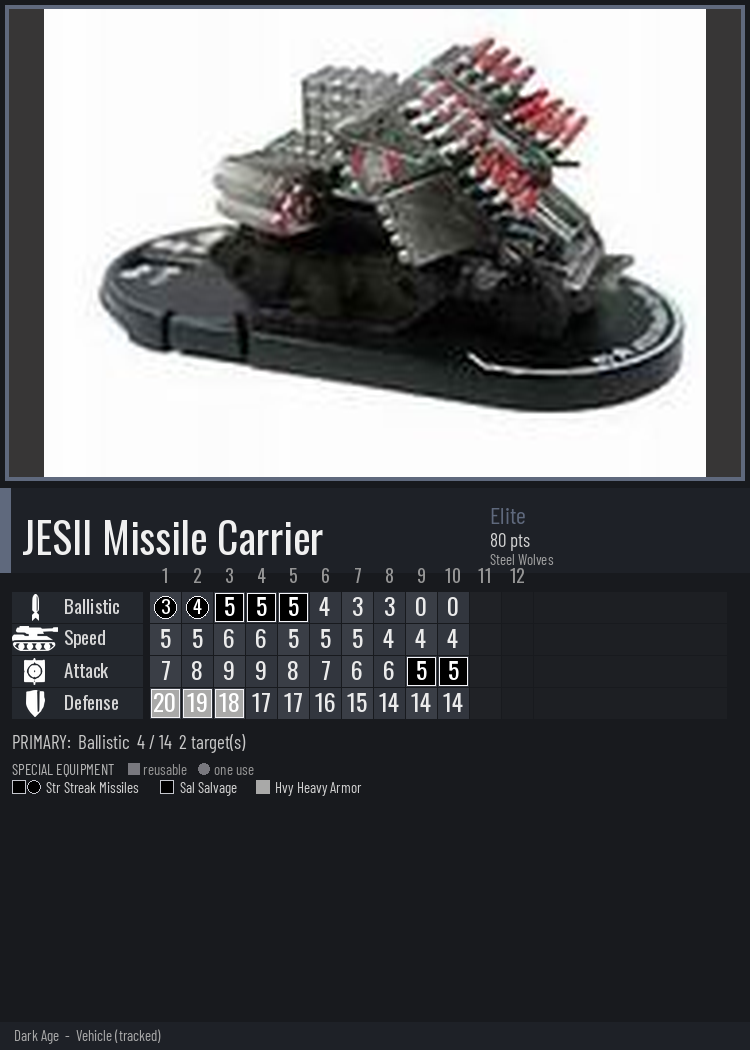 JESII Missile Carrier
Elite
80 pts
Steel Wolves
1 2 3 4 5 6 7 8 9 10 11 12
Ballistic 3 4 5 5 5 4 3 3 0 0
Speed 5 5 6 6 5 5 5 4 4 4
Attack 7 8 9 9 8 7 6 6 5 5
Defense 20 19 18 17 17 16 15 14 14 14
PRIMARY: Ballistic 4 / 14 2 target(s)
SPECIAL EQUIPMENT reusable one use
Str Streak Missiles Sal Salvage Hvy Heavy Armor
Dark Age - Vehicle (tracked)